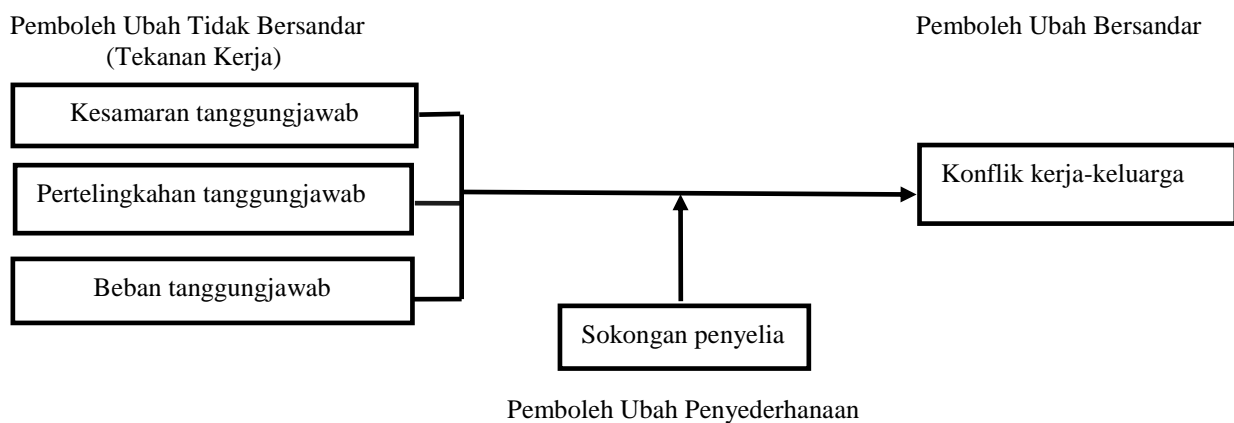 Pemboleh Ubah Tidak Bersandar
(Tekanan Kerja)
Pemboleh Ubah Bersandar
Kesamaran tanggungjawab
Pertelingkahan tanggungjawab
Konflik kerja-keluarga
Beban tanggungjawab
Sokongan penyelia
Pemboleh Ubah Penyederhanaan